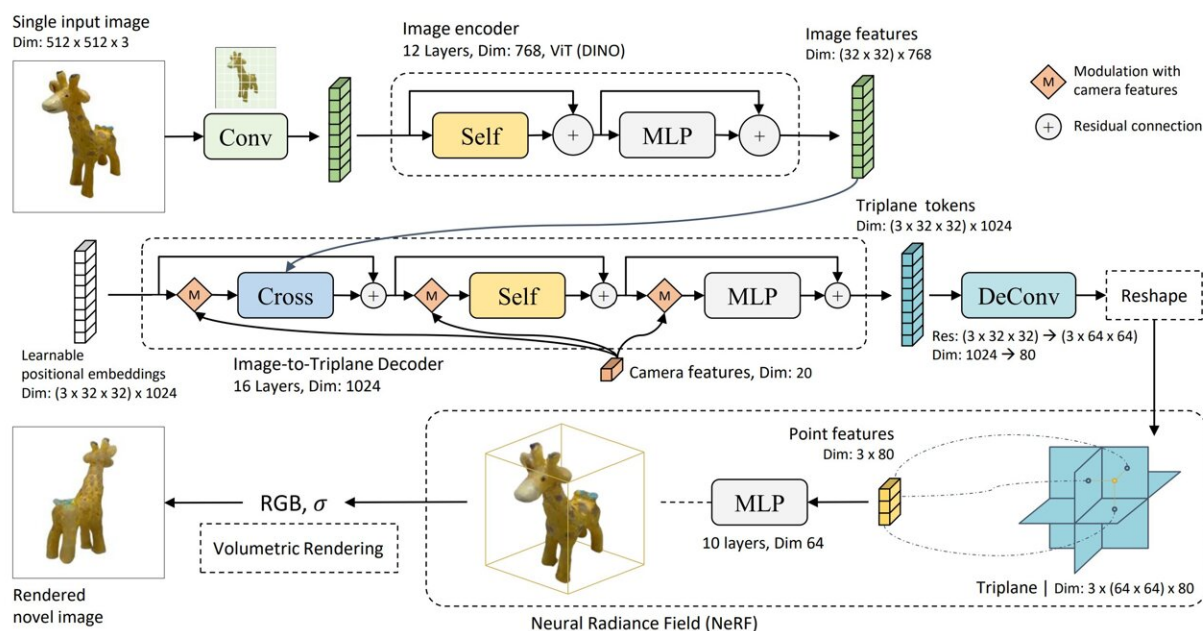 Single input image
Dim: 512 x 512 x 3
Conv
Image encoder
12 Layers, Dim: 768, ViT (DINO)
Self
+
MLP
+
Image features
Dim: (32 x 32) x 768
M
Modulation with
camera features
+
Residual connection
Learnable
positional embeddings
Dim: (3 x 32 x 32) x 1024
M
Cross
+
M
Self
+
M
MLP
+
Image-to-Triplane Decoder
16 Layers, Dim: 1024
Camera features, Dim: 20
Triplane tokens
Dim: (3 x 32 x 32) x 1024
DeConv
Res: (3 x 32 x 32) → (3 x 64 x 64)
Dim: 1024 → 80
Reshape
Point features
Dim: 3 x 80
MLP
10 layers, Dim 64
Triplane | Dim: 3 x (64 x 64) x 80
Neural Radiance Field (NeRF)
RGB, σ
Volumetric Rendering
Rendered
novel image